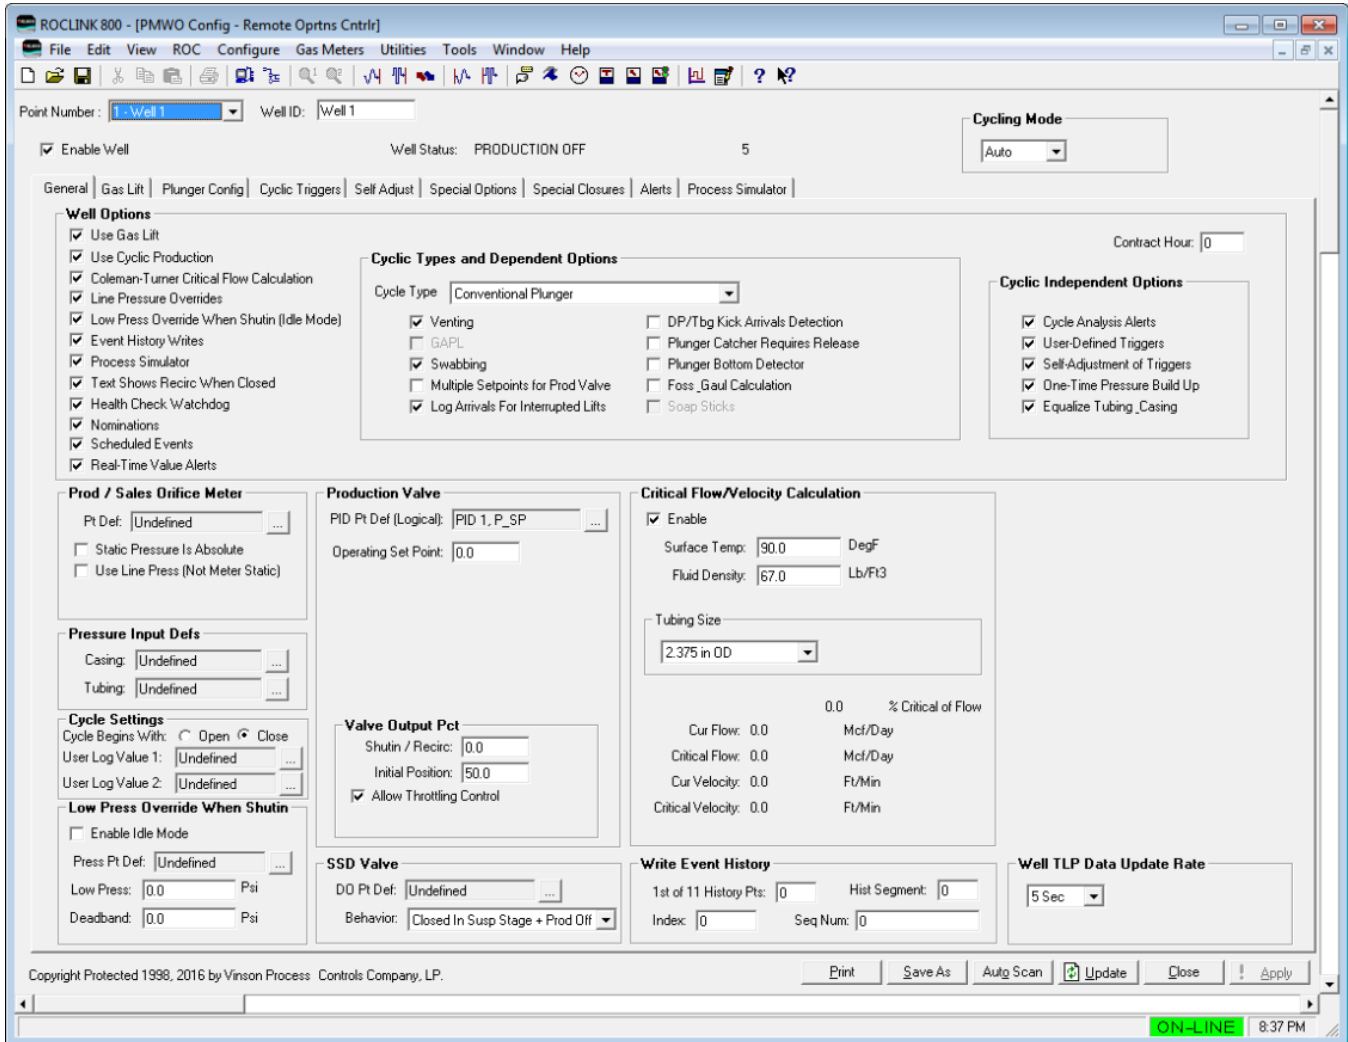 ROCLINK 800 - [PMWO Config - Remote Oprtns Cntrlr]
File Edit View ROC Configure Gas Meters Utilities Tools Window Help
Point Number : 1 - Well 1 Well ID: Well 1
Cycling Mode
Auto
Enable Well Well Status: PRODUCTION OFF 5
General Gas Lift Plunger Config Cyclic Triggers Self Adjust Special Options Special Closures Alerts Process Simulator
Well Options
Use Gas Lift
Use Cyclic Production
Coleman-Turner Critical Flow Calculation
Line Pressure Overrides
Low Press Override When Shutin (Idle Mode)
Event History Writes
Process Simulator
Text Shows Recirc When Closed
Health Check Watchdog
Nominations
Scheduled Events
Real-Time Value Alerts
Cyclic Types and Dependent Options
Cycle Type Conventional Plunger
Venting
GAPL
Swabbing
Multiple Setpoints for Prod Valve
Log Arrivals For Interrupted Lifts
DP/Tbg Kick Arrivals Detection
Plunger Catcher Requires Release
Plunger Bottom Detector
Foss_Gaul Calculation
Soap Sticks
Contract Hour: 0
Cyclic Independent Options
Cycle Analysis Alerts
User-Defined Triggers
Self-Adjustment of Triggers
One-Time Pressure Build Up
Equalize Tubing_Casing
Prod / Sales Orifice Meter
Pt Def: Undefined ...
Static Pressure Is Absolute
Use Line Press (Not Meter Static)
Pressure Input Defs
Casing: Undefined ...
Tubing: Undefined ...
Cycle Settings
Cycle Begins With: Open Close
User Log Value 1: Undefined ...
User Log Value 2: Undefined ...
Low Press Override When Shutin
Enable Idle Mode
Press Pt Def: Undefined ...
Low Press: 0.0 Psi
Deadband: 0.0 Psi
Production Valve
PID Pt Def (Logical): PID 1, P_SP ...
Operating Set Point: 0.0
Valve Output Pct
Shutin / Recirc: 0.0
Initial Position: 50.0
Allow Throttling Control
SSD Valve
DO Pt Def: Undefined ...
Behavior: Closed In Susp Stage + Prod Off
Critical Flow/Velocity Calculation
Enable
Surface Temp: 90.0 DegF
Fluid Density: 67.0 Lb/Ft3
Tubing Size
2.375 in OD
0.0 % Critical of Flow
Cur Flow: 0.0 Mcf/Day
Critical Flow: 0.0 Mcf/Day
Cur Velocity: 0.0 Ft/Min
Critical Velocity: 0.0 Ft/Min
Write Event History
1st of 11 History Pts: 0 Hist Segment: 0
Index: 0 Seq Num: 0
Well TLP Data Update Rate
5 Sec
Copyright Protected 1998, 2016 by Vinson Process Controls Company, LP.
Print Save As Auto Scan Update Close ! Apply
ON-LINE 8:37 PM